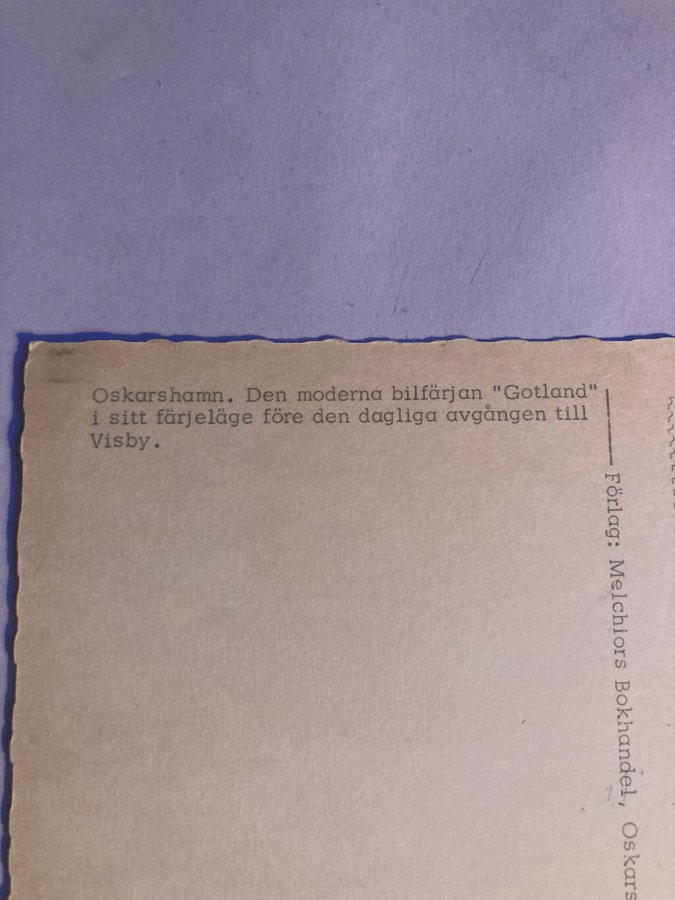 Oskarshamn. Den moderna bilfärjan "Gotland"
i sitt färjeläge före den dagliga avgången till
Visby.
Förlag: Melchiors Bokhandel, Oskars